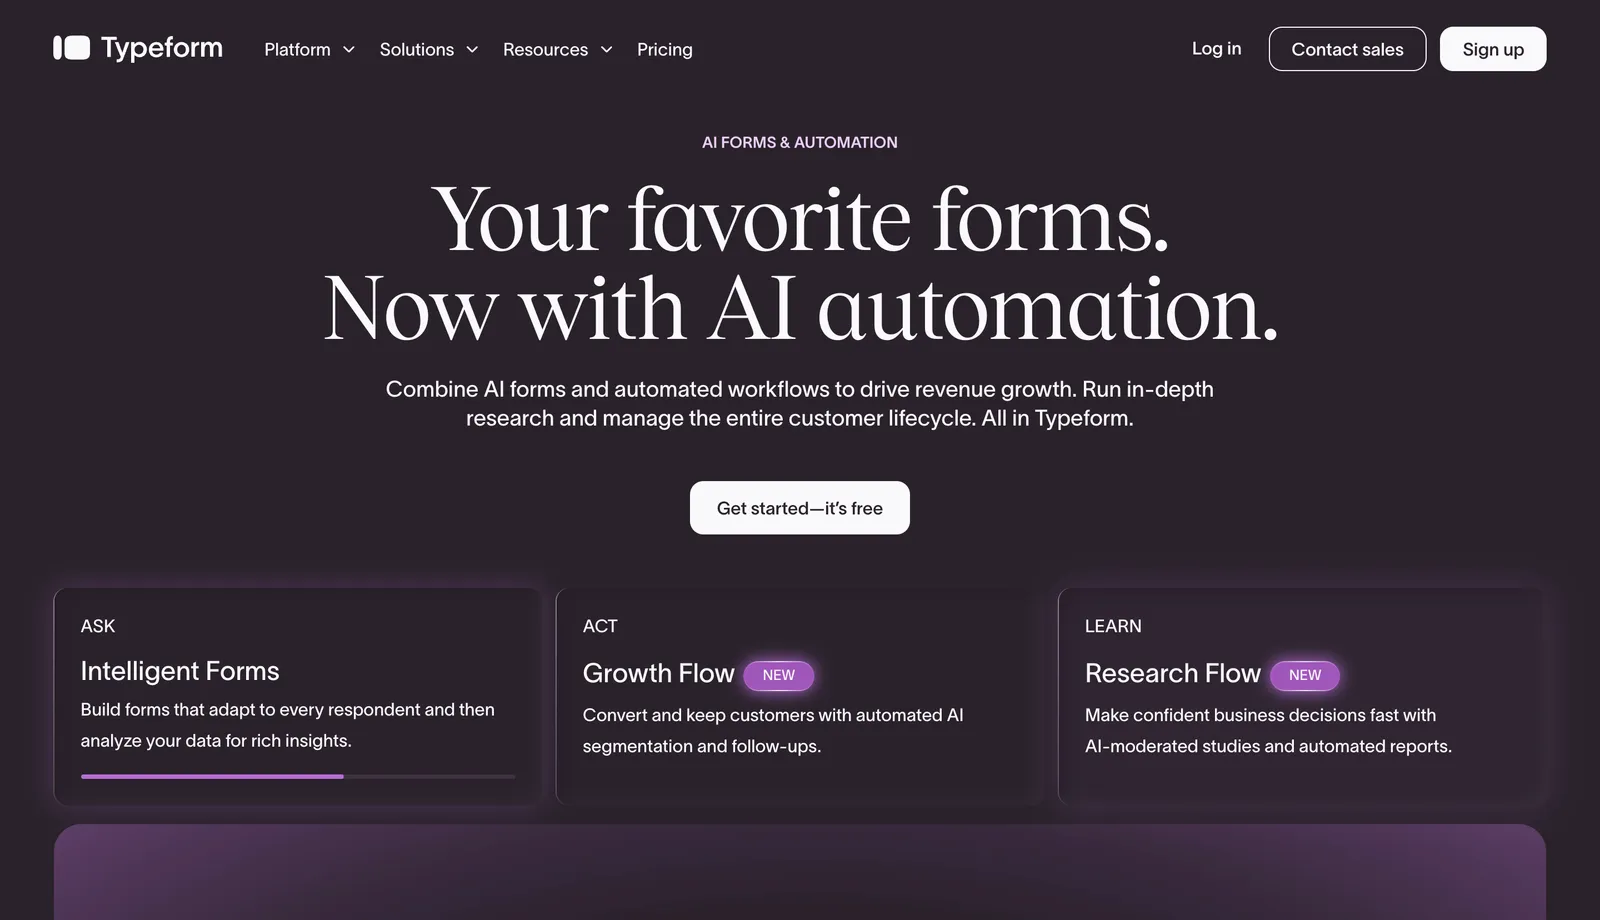 Typeform
Platform
Solutions
Resources
Pricing
Log in
Contact sales
Sign up
AI FORMS & AUTOMATION
Your favorite forms.
Now with AI automation.
Combine AI forms and automated workflows to drive revenue growth. Run in-depth
research and manage the entire customer lifecycle. All in Typeform.
Get started—it’s free
ASK
Intelligent Forms
Build forms that adapt to every respondent and then
analyze your data for rich insights.
ACT
Growth Flow NEW
Convert and keep customers with automated AI
segmentation and follow-ups.
LEARN
Research Flow NEW
Make confident business decisions fast with
AI-moderated studies and automated reports.